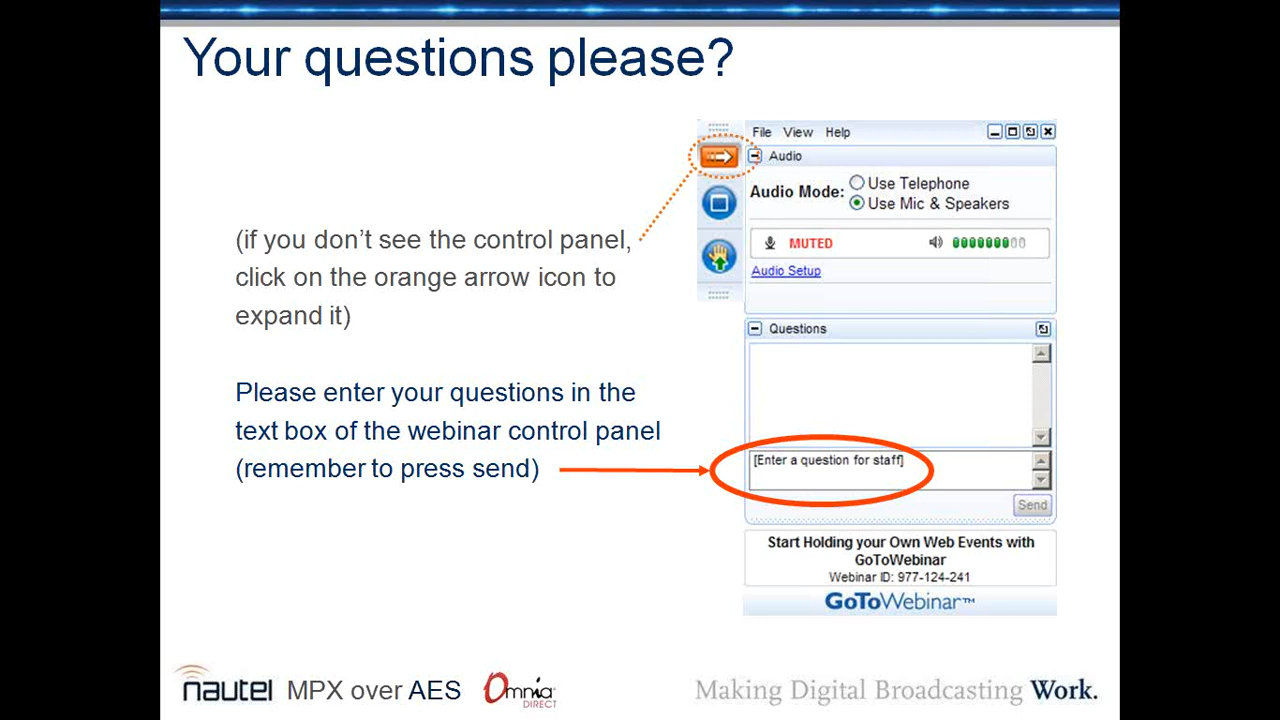 Your questions please?
(if you don't see the control panel,
click on the orange arrow icon to
expand it)
Please enter your questions in the
text box of the webinar control panel
(remember to press send)
File View Help
Audio
Audio Mode: Use Telephone
Use Mic & Speakers
MUTED
Audio Setup
Questions
[Enter a question for staff]
Send
Start Holding your Own Web Events with
GoToWebinar
Webinar ID: 977-124-241
GoToWebinar™
nautel MPX over AES Omnia DIRECT Making Digital Broadcasting Work.